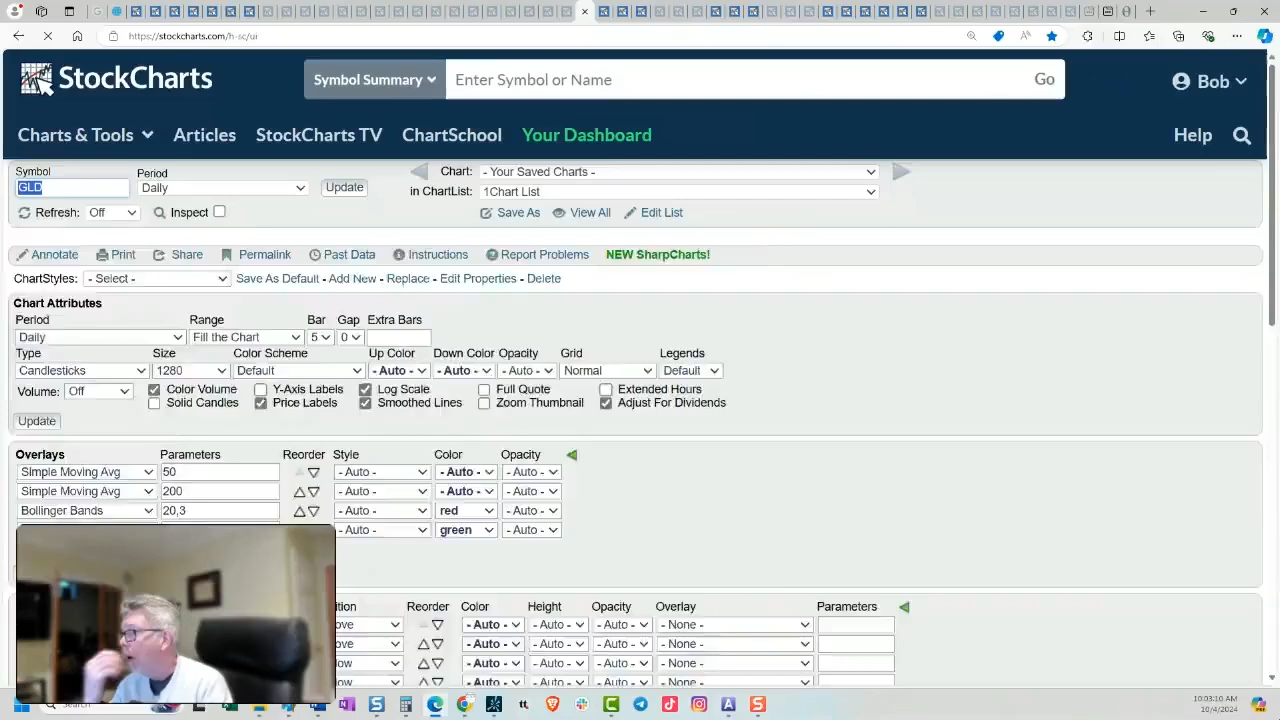 https://stockcharts.com/h-sc/ui
StockCharts
Symbol Summary
Enter Symbol or Name
Go
Bob
Charts & Tools
Articles
StockCharts TV
ChartSchool
Your Dashboard
Help
Symbol
Period
Chart:
- Your Saved Charts -
GLD
Daily
Update
in ChartList:
1Chart List
Refresh:
Off
Inspect
Save As
View All
Edit List
Annotate
Print
Share
Permalink
Past Data
Instructions
Report Problems
NEW SharpCharts!
ChartStyles:
- Select -
Save As Default - Add New - Replace - Edit Properties - Delete
Chart Attributes
Period
Range
Bar
Gap
Extra Bars
Daily
Fill the Chart
5
0
Type
Size
Color Scheme
Up Color
Down Color
Opacity
Grid
Legends
Candlesticks
1280
Default
- Auto -
- Auto -
- Auto -
Normal
Default
Volume:
Off
Color Volume
Y-Axis Labels
Log Scale
Full Quote
Extended Hours
Solid Candles
Price Labels
Smoothed Lines
Zoom Thumbnail
Adjust For Dividends
Update
Overlays
Parameters
Reorder
Style
Color
Opacity
Simple Moving Avg
50
- Auto -
- Auto -
- Auto -
Simple Moving Avg
200
- Auto -
- Auto -
- Auto -
Bollinger Bands
20,3
- Auto -
red
- Auto -
- Auto -
green
- Auto -
Reorder
Color
Height
Opacity
Overlay
Parameters
- Auto -
- Auto -
- Auto -
- None -
- Auto -
- Auto -
- Auto -
- None -
- Auto -
- Auto -
- Auto -
- None -
- Auto -
- Auto -
- Auto -
- None -
10:03:10 AM
10/4/2024